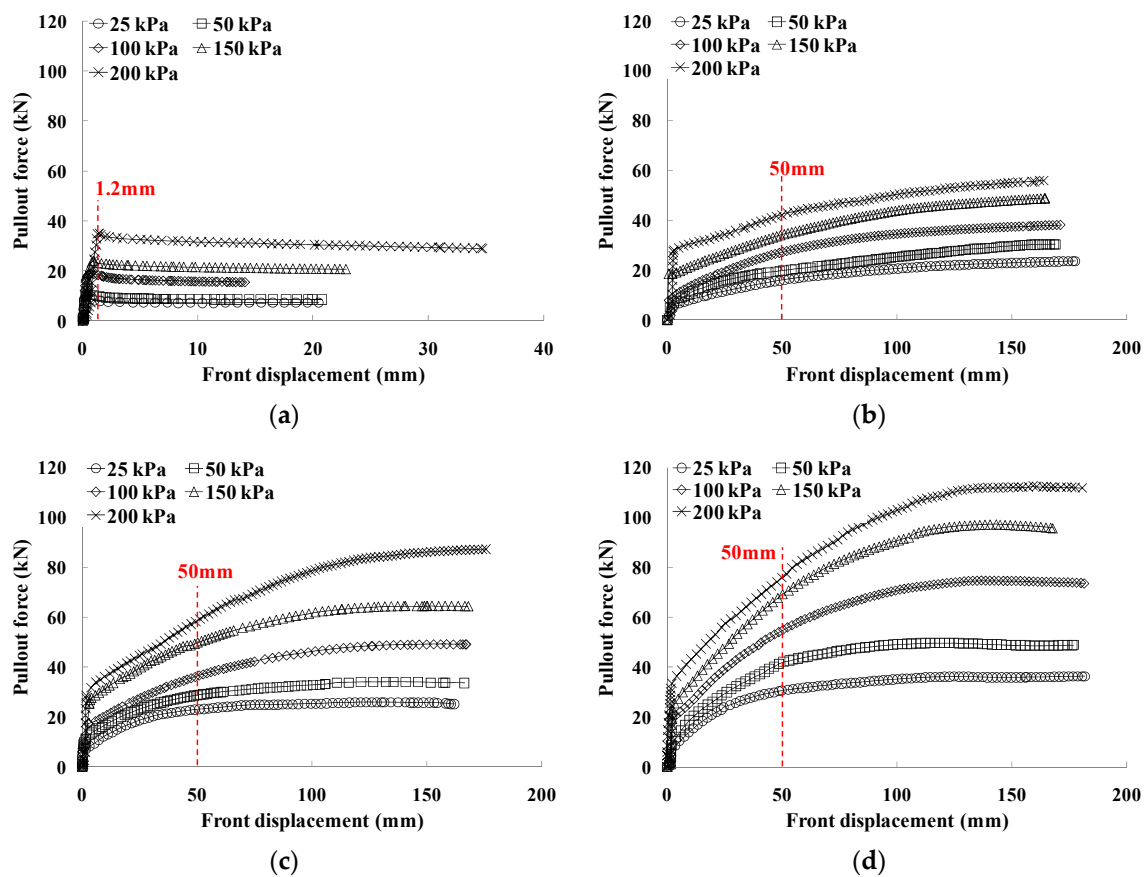 120
100
80
60
40
20
0
Pullout force (kN)
25 kPa 50 kPa
100 kPa 150 kPa
200 kPa
1.2mm
0 10 20 30 40
Front displacement (mm)
(a)
120
100
80
60
40
20
0
Pullout force (kN)
25 kPa 50 kPa
100 kPa 150 kPa
200 kPa
50mm
0 50 100 150 200
Front displacement (mm)
(b)
120
100
80
60
40
20
0
Pullout force (kN)
25 kPa 50 kPa
100 kPa 150 kPa
200 kPa
50mm
0 50 100 150 200
Front displacement (mm)
(c)
120
100
80
60
40
20
0
Pullout force (kN)
25 kPa 50 kPa
100 kPa 150 kPa
200 kPa
50mm
0 50 100 150 200
Front displacement (mm)
(d)